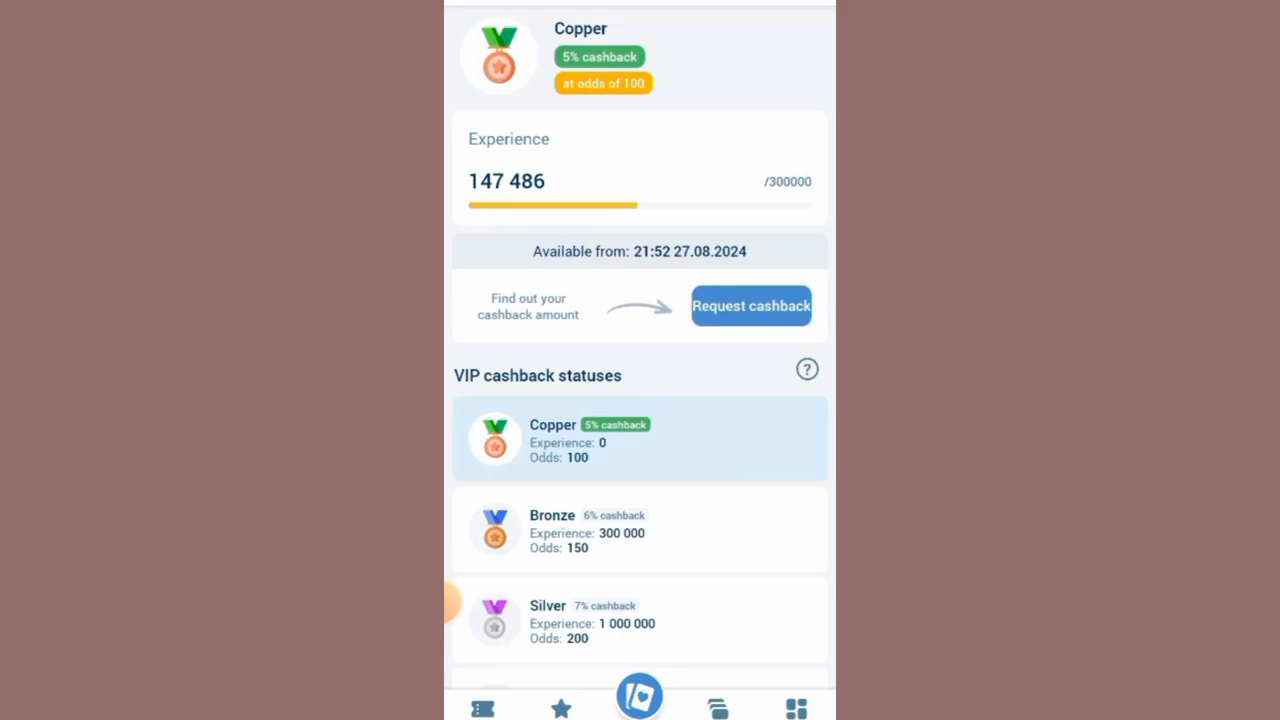 Copper
5% cashback
at odds of 100
Experience
147 486
/300000
Available from: 21:52 27.08.2024
Find out your
cashback amount
Request cashback
VIP cashback statuses
?
Copper 5% cashback
Experience: 0
Odds: 100
Bronze 6% cashback
Experience: 300 000
Odds: 150
Silver 7% cashback
Experience: 1 000 000
Odds: 200